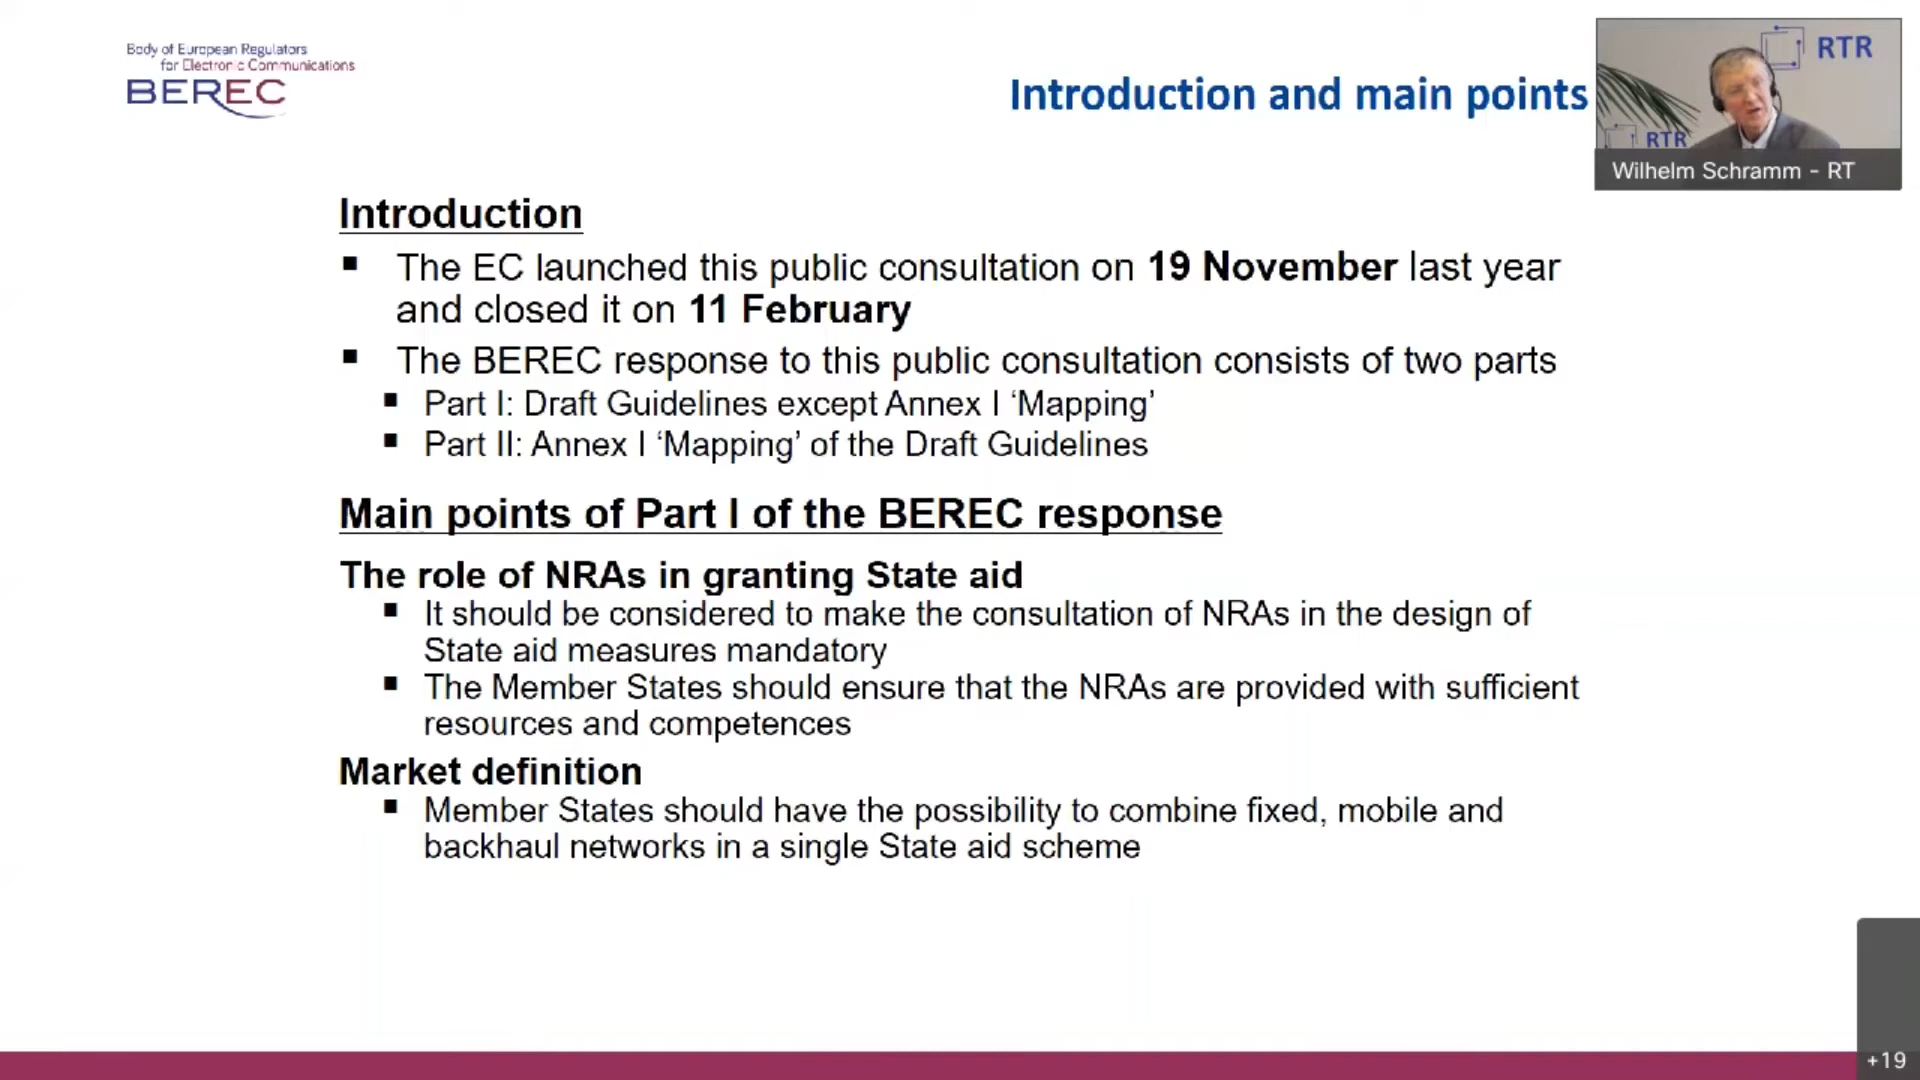 Body of European Regulators
for Electronic Communications
BEREC
Introduction and main points
RTR
RTR
Wilhelm Schramm - RT
Introduction
▪ The EC launched this public consultation on 19 November last year
and closed it on 11 February
▪ The BEREC response to this public consultation consists of two parts
▪ Part I: Draft Guidelines except Annex I ‘Mapping’
▪ Part II: Annex I ‘Mapping’ of the Draft Guidelines
Main points of Part I of the BEREC response
The role of NRAs in granting State aid
▪ It should be considered to make the consultation of NRAs in the design of
State aid measures mandatory
▪ The Member States should ensure that the NRAs are provided with sufficient
resources and competences
Market definition
▪ Member States should have the possibility to combine fixed, mobile and
backhaul networks in a single State aid scheme
+19